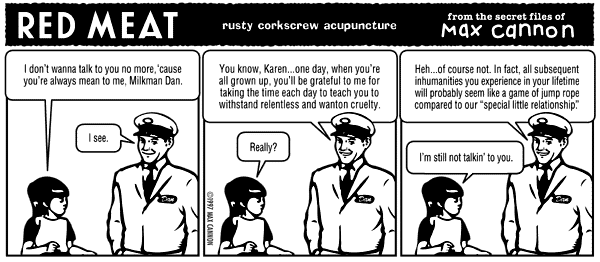 RED MEAT
rusty corkscrew acupuncture
from the secret files of
Max cannon
I don't wanna talk to you no more,'cause
you're always mean to me, Milkman Dan.
I see.
You know, Karen...one day, when you're
all grown up, you'll be grateful to me for
taking the time each day to teach you to
withstand relentless and wanton cruelty.
Really?
Dan
©1997 MAX CANNON
Heh...of course not. In fact, all subsequent
inhumanities you experience in your lifetime
will probably seem like a game of jump rope
compared to our "special little relationship."
I'm still not talkin' to you.
Dan